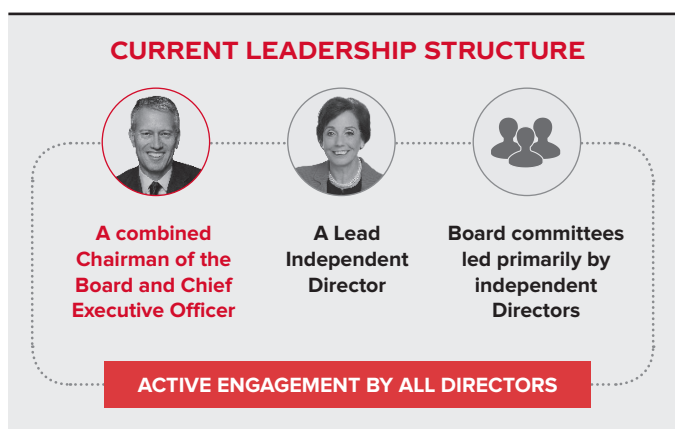 CURRENT LEADERSHIP STRUCTURE
A combined
Chairman of the
Board and Chief
Executive Officer
A Lead
Independent
Director
Board committees
led primarily by
independent
Directors
ACTIVE ENGAGEMENT BY ALL DIRECTORS